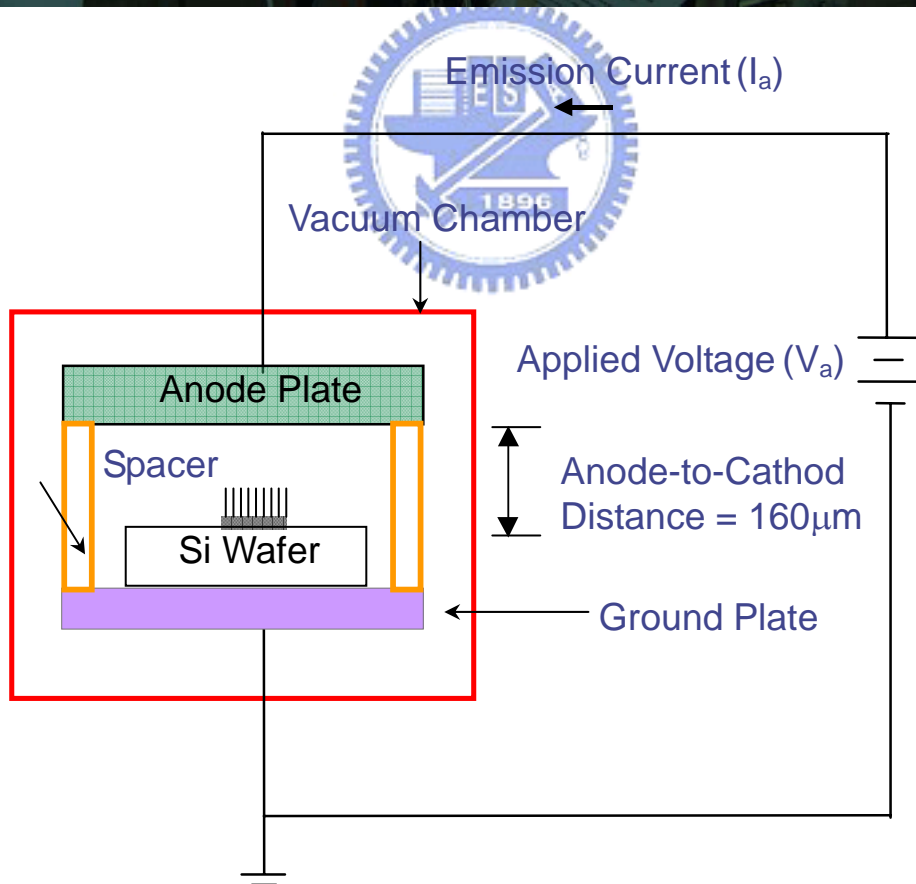 Emission Current (Iₐ)
E S
1896
Vacuum Chamber
Applied Voltage (Vₐ)
Anode Plate
Spacer
Anode-to-Cathod
Distance = 160μm
Si Wafer
Ground Plate